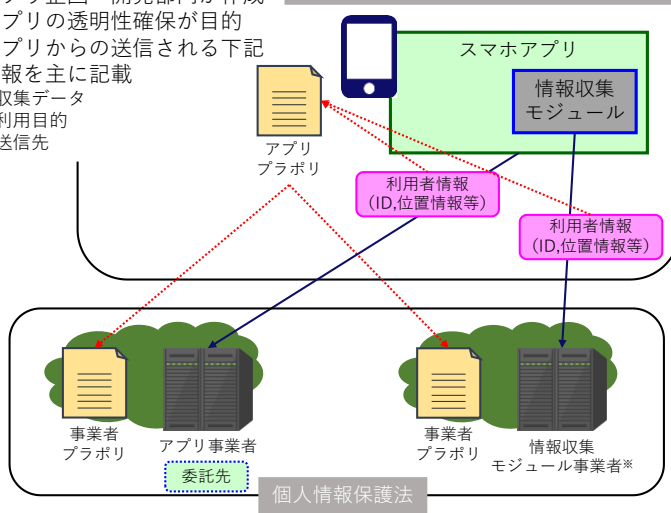 プリの透明性確保が目的
プリからの送信される下記
報を主に記載
収集データ
利用目的
送信先
アプリ
プラポリ
スマホアプリ
情報収集
モジュール
利用者情報
（ID,位置情報等）
利用者情報
（ID,位置情報等）
事業者
プラポリ
アプリ事業者
委託先
事業者
プラポリ
情報収集
モジュール事業者※
個人情報保護法